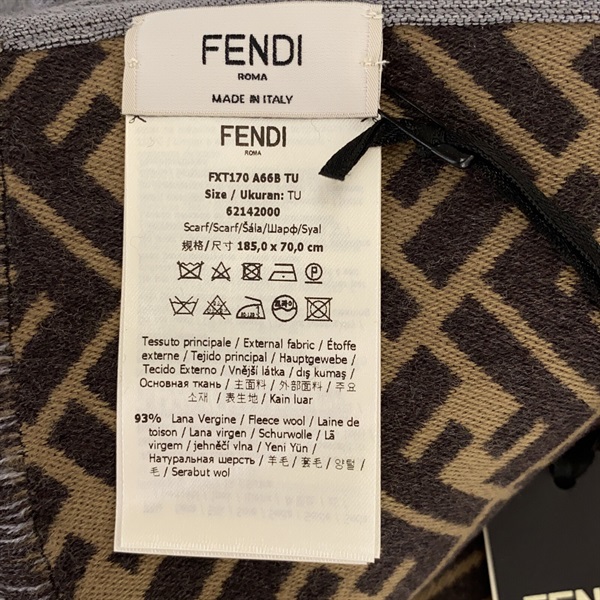 FENDI
ROMA
MADE IN ITALY
FENDI
ROMA
FXT170 A66B TU
Size / Ukuran: TU
62142000
Scarf/Scarf/Šála/Шарф/Syal
规格/尺寸 185,0 x 70,0 cm
Tessuto principale / External fabric / Étoffe
externe / Tejido principal / Hauptgewebe /
Tecido Externo / Vnější látka / dış kumaş /
Основная ткань / 主面料 / 外部面料 / 주요
소재 / 表生地 / Kain luar
93% Lana Vergine / Fleece wool / Laine de
toison / Lana virgen / Schurwolle / Lã
virgem / jehněčí vlna / Yeni Yün /
Натуральная шерсть / 羊毛 / 套毛 / 양털 /
毛 / Serabut wol